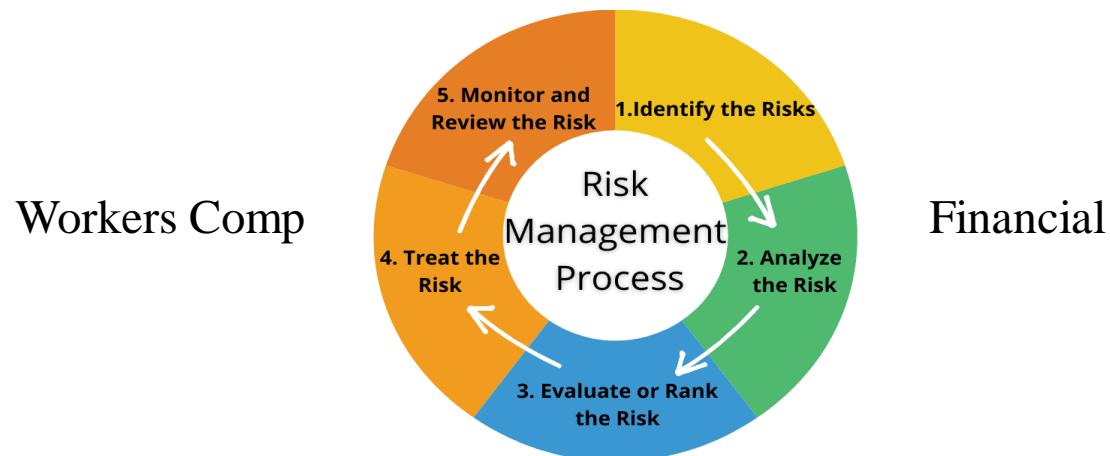 Workers Comp
Financial
Risk
Management
Process
1.Identify the Risks
2. Analyze
the Risk
3. Evaluate or Rank
the Risk
4. Treat the
Risk
5. Monitor and
Review the Risk